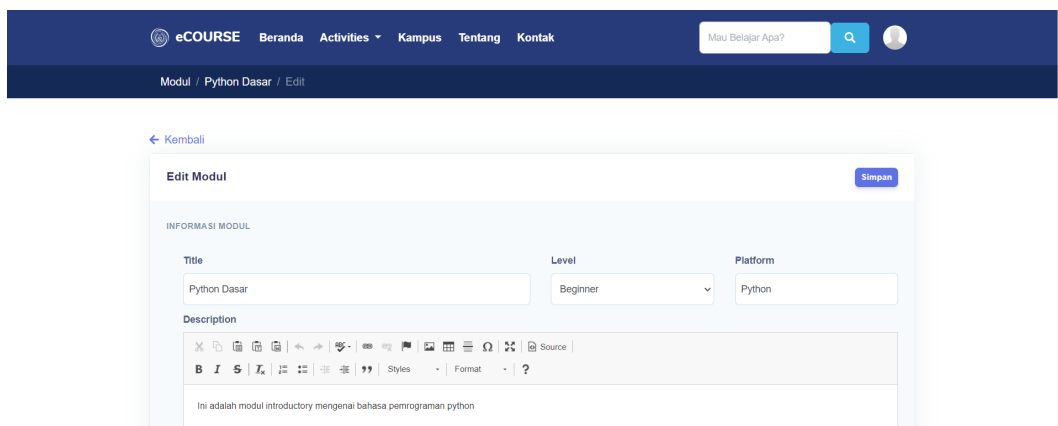 eCOURSE Beranda Activities Kampus Tentang Kontak Mau Belajar Apa?
Modul / Python Dasar / Edit
← Kembali
Edit Modul Simpan
INFORMASI MODUL
Title Level Platform
Python Dasar Beginner Python
Description
ABC Ω Source
B I S Tx Styles Format ?
Ini adalah modul introductory mengenai bahasa pemrograman python